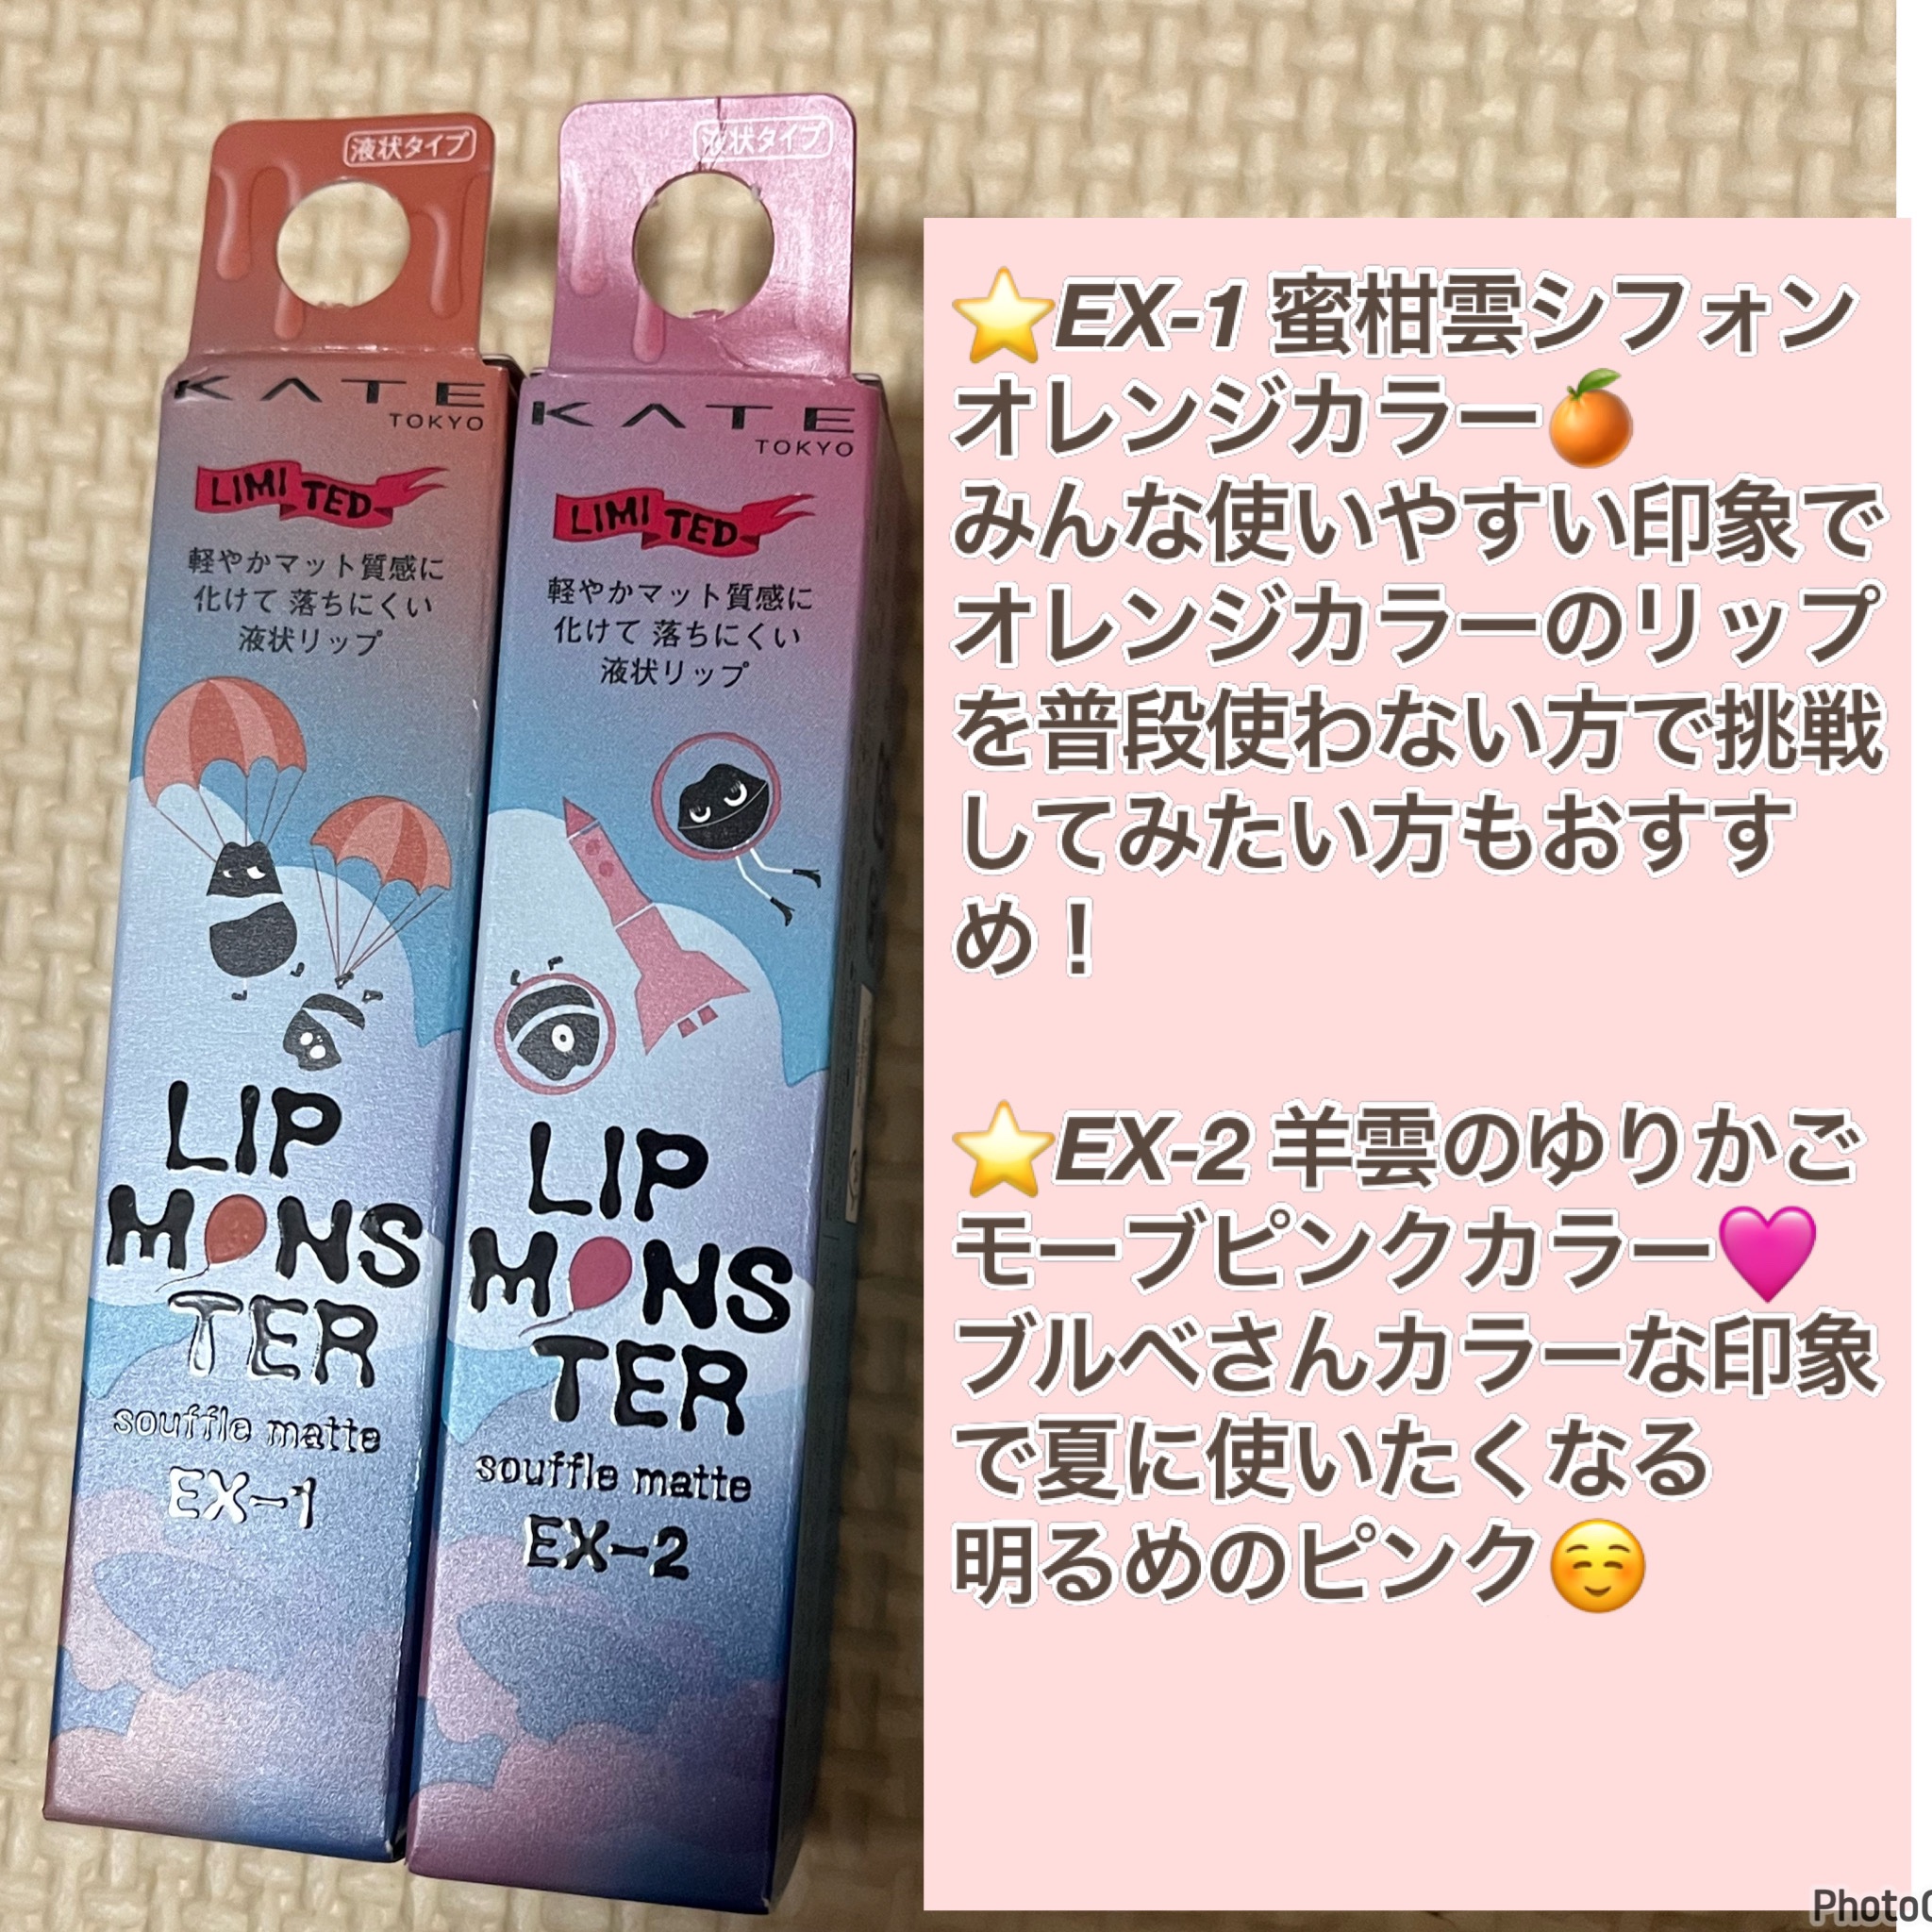 液状タイプ
KATE
TOKYO
LIMITED
軽やかマット質感に
化けて 落ちにくい
液状リップ
LIP
MONS
TER
souffle matte
EX-1
液状タイプ
KATE
TOKYO
LIMITED
軽やかマット質感に
化けて 落ちにくい
液状リップ
LIP
MONS
TER
souffle matte
EX-2
⭐EX-1 蜜柑雲シフォン
オレンジカラー🍊
みんな使いやすい印象で
オレンジカラーのリップ
を普段使わない方で挑戦
してみたい方もおすす
め！
⭐EX-2 羊雲のゆりかご
モーブピンクカラー🩷
ブルベさんカラーな印象
で夏に使いたくなる
明るめのピンク☺️
Photo